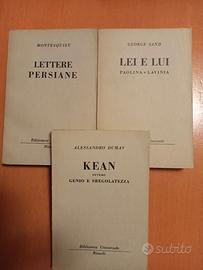 MONTESQUIEU
LETTERE
PERSIANE
Biblioteca
GEORGE SAND
LEI E LUI
PAOLINA - LAVINIA
ALESSANDRO DUMAS
KEAN
OVVERO
GENIO E SREGOLATEZZA
Biblioteca Universale
Rizzoli
subito